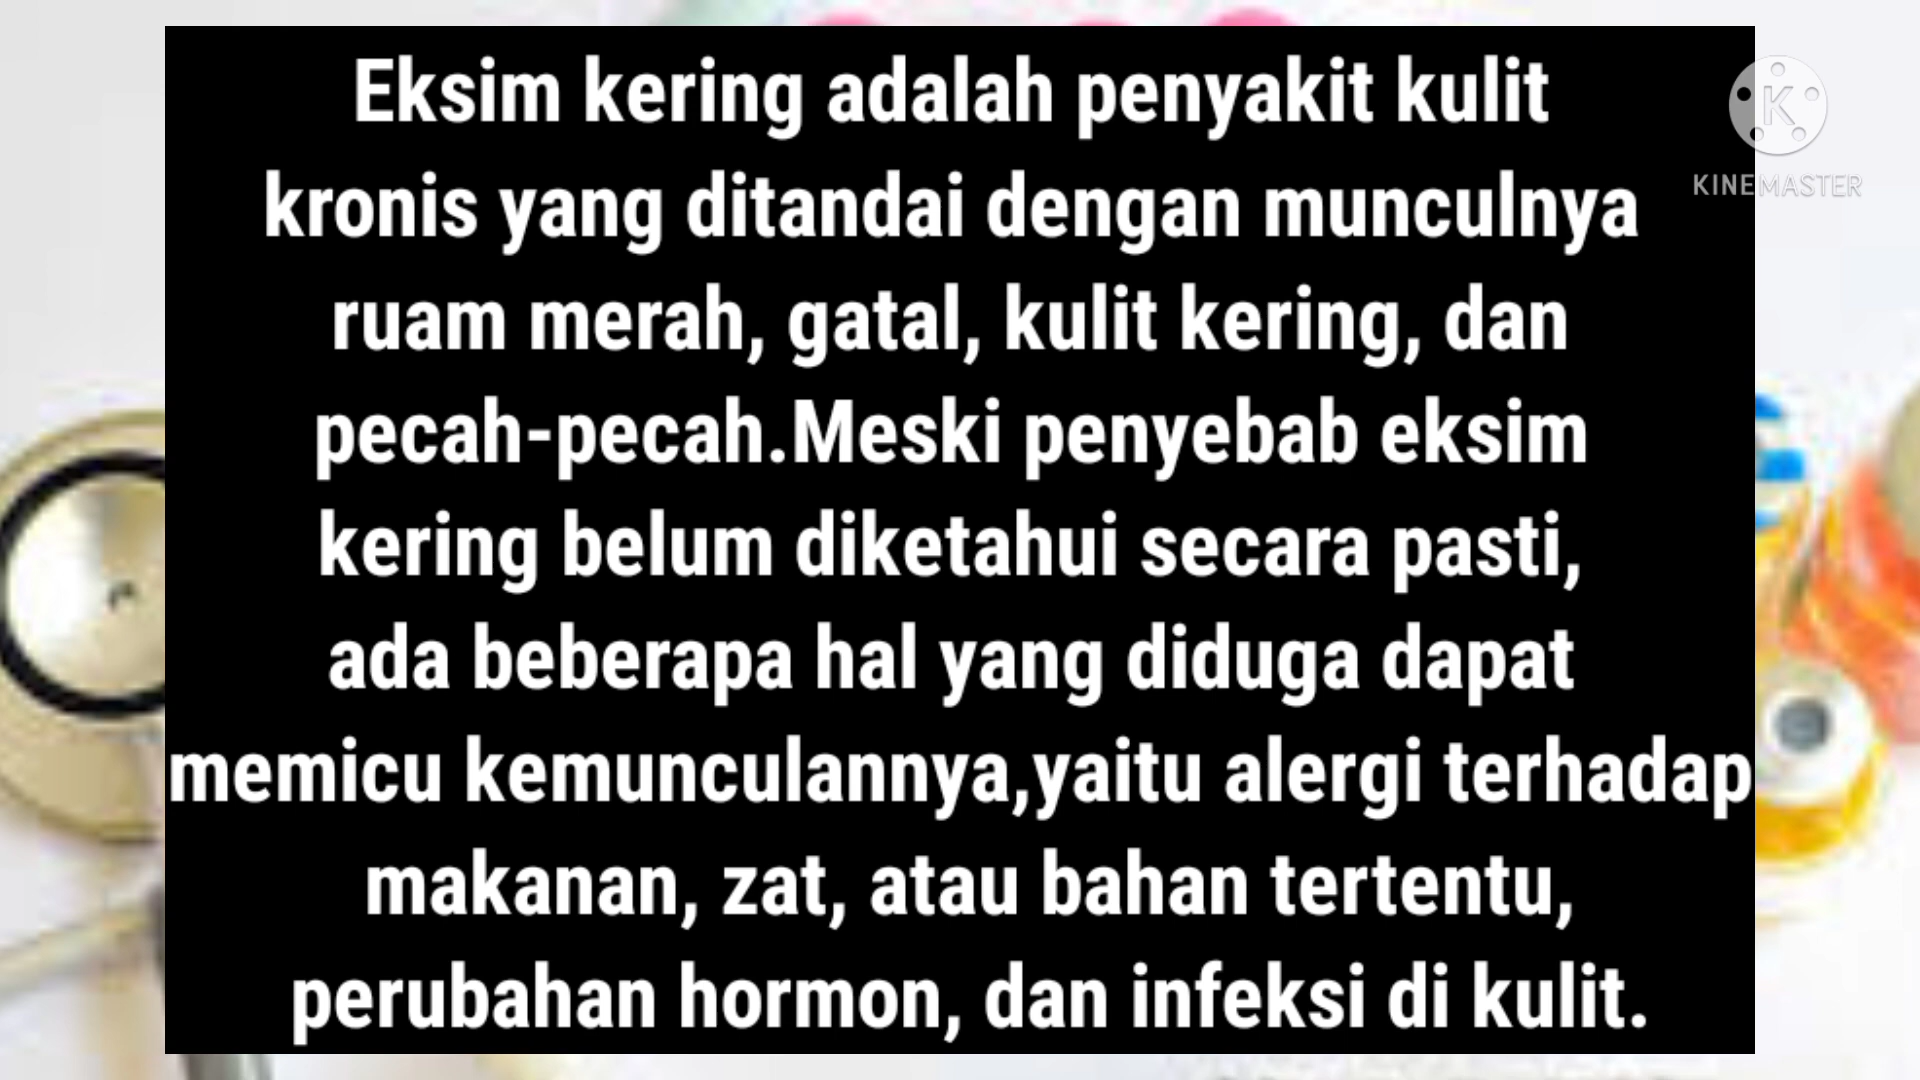 Eksim kering adalah penyakit kulit
kronis yang ditandai dengan munculnya
ruam merah, gatal, kulit kering, dan
pecah-pecah.Meski penyebab eksim
kering belum diketahui secara pasti,
ada beberapa hal yang diduga dapat
memicu kemunculannya,yaitu alergi terhadap
makanan, zat, atau bahan tertentu,
perubahan hormon, dan infeksi di kulit.
K
KINEMASTER